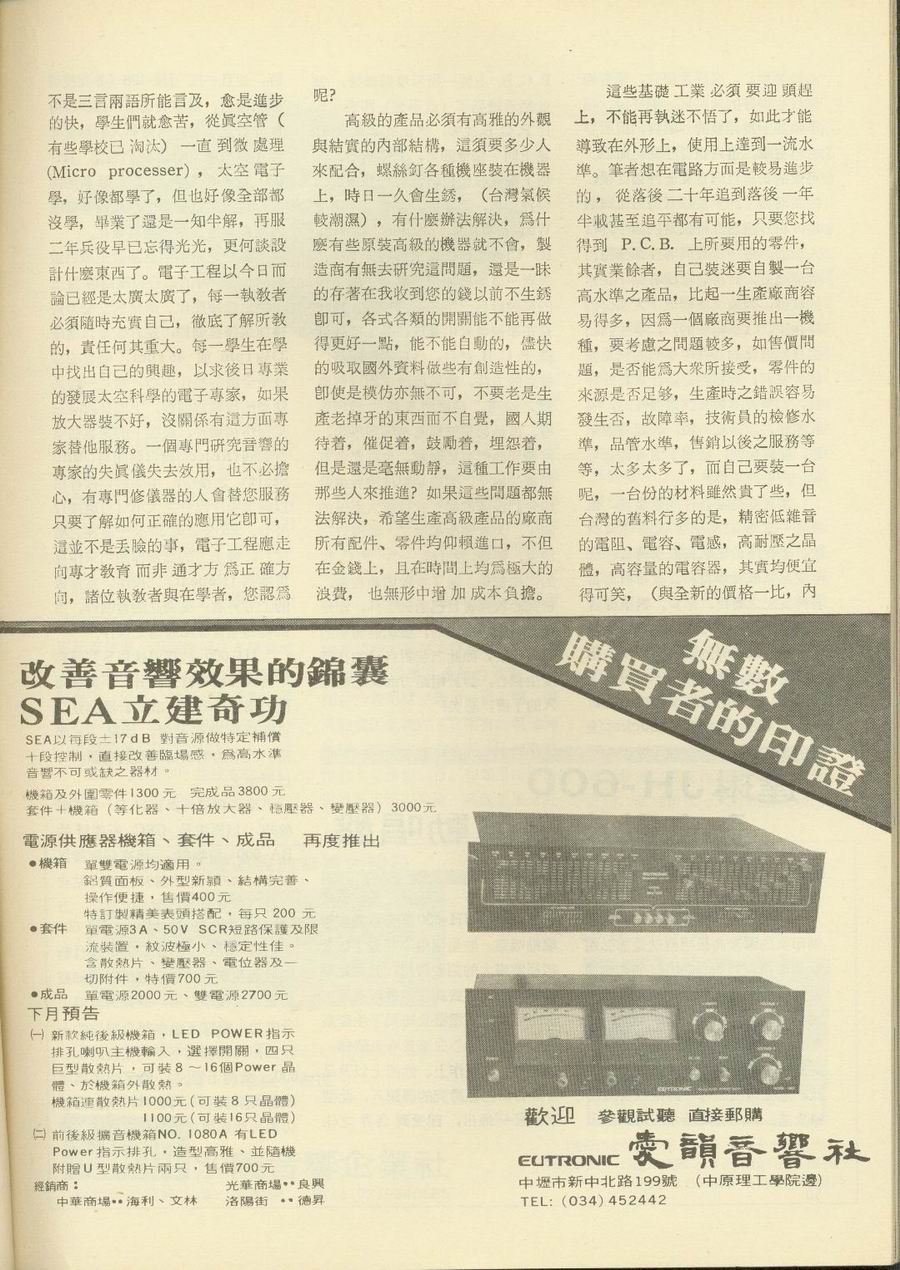 不是三言兩語所能言及，愈是進步
的快，學生們就愈苦，從眞空管（
有些學校已淘汰）一直到微處理
(Micro processer)，太空電子
學，好像都學了，但也好像全部都
沒學，畢業了還是一知半解，再服
二年兵役早已忘得光光，更何談設
計什麼東西了。電子工程以今日而
論已經是太廣太廣了，每一執敎者
必須隨時充實自己，徹底了解所敎
的，責任何其重大。每一學生在學
中找出自己的興趣，以求後日專業
的發展太空科學的電子專家，如果
放大器裝不好，沒關係有這方面專
家替他服務。一個專門硏究音響的
專家的失眞儀失去效用，也不必擔
心，有專門修儀器的人會替您服務
只要了解如何正確的應用它卽可，
這並不是丟臉的事，電子工程應走
向專才敎育而非通才方爲正確方
向，諸位執敎者與在學者，您認爲
呢？
高級的產品必須有高雅的外觀
與結實的內部結構，這須要多少人
來配合，螺絲釘各種機座裝在機器
上，時日一久會生銹，（台灣氣候
較潮濕），有什麼辦法解決，爲什
麼有些原裝高級的機器就不會，製
造商有無去硏究這問題，還是一昧
的存著在我收到您的錢以前不生銹
卽可，各式各類的開關能不能再做
得更好一點，能不能自動的，儘快
的吸取國外資料做些有創造性的，
卽使是模仿亦無不可，不要老是生
產老掉牙的東西而不自覺，國人期
待着，催促着，鼓勵着，埋怨着，
但是還是毫無動靜，這種工作要由
那些人來推進？如果這些問題都無
法解決，希望生產高級產品的廠商
所有配件、零件均仰賴進口，不但
在金錢上，且在時間上均爲極大的
浪費，也無形中增加成本負擔。
這些基礎工業必須要迎頭趕
上，不能再執迷不悟了，如此才能
導致在外形上，使用上達到一流水
準。筆者想在電路方面是較易進步
的，從落後二十年追到落後一年
半載甚至追平都有可能，只要您找
得到 P.C.B. 上所要用的零件，
其實業餘者，自己裝迷要自製一台
高水準之產品，比起一生產廠商容
易得多，因爲一個廠商要推出一機
種，要考慮之問題較多，如售價問
題，是否能爲大衆所接受，零件的
來源是否足够，生產時之錯誤容易
發生否，故障率，技術員的檢修水
準，品管水準，售銷以後之服務等
等，太多太多了，而自己要裝一台
呢，一台份的材料雖然貴了些，但
台灣的舊料行多的是，精密低雜音
的電阻、電容、電感，高耐壓之晶
體，高容量的電容器，其實均便宜
得可笑，（與全新的價格一比，內
無數
購買者的印證
改善音響效果的錦囊
SEA立建奇功
SEA以每段±17dB 對音源做特定補償
十段控制，直接改善臨場感，爲高水準
音響不可或缺之器材。
機箱及外圍零件1300元 完成品3800元
套件＋機箱（等化器、十倍放大器、穩壓器、變壓器）3000元
電源供應器機箱、套件、成品 再度推出
●機箱 單雙電源均適用。
鋁質面板、外型新穎、結構完善、
操作便捷，售價400元
特訂製精美表頭搭配，每只 200 元
●套件 單電源3A、50V SCR短路保護及限
流裝置，紋波極小、穩定性佳。
含散熱片、變壓器、電位器及一
切附件，特價700元
●成品 單電源2000元、雙電源2700元
下月預告
㈠ 新款純後級機箱，LED POWER指示
排孔喇叭主機輸入，選擇開關，四只
巨型散熱片，可裝8～16個Power 晶
體、於機箱外散熱。
機箱連散熱片1000元(可裝8只晶體)
1100元(可裝16只晶體)
㈡ 前後級擴音機箱NO. 1080A 有LED
Power指示排孔，造型高雅、並隨機
附贈U型散熱片兩只，售價700元
經銷商： 光華商場••良興
中華商場••海利、文林 洛陽街 ••德昇
EUTRONIC
歡迎 參觀試聽 直接郵購
EUTRONIC 雯韻音響社
中壢市新中北路199號 （中原理工學院邊）
TEL: (034) 452442